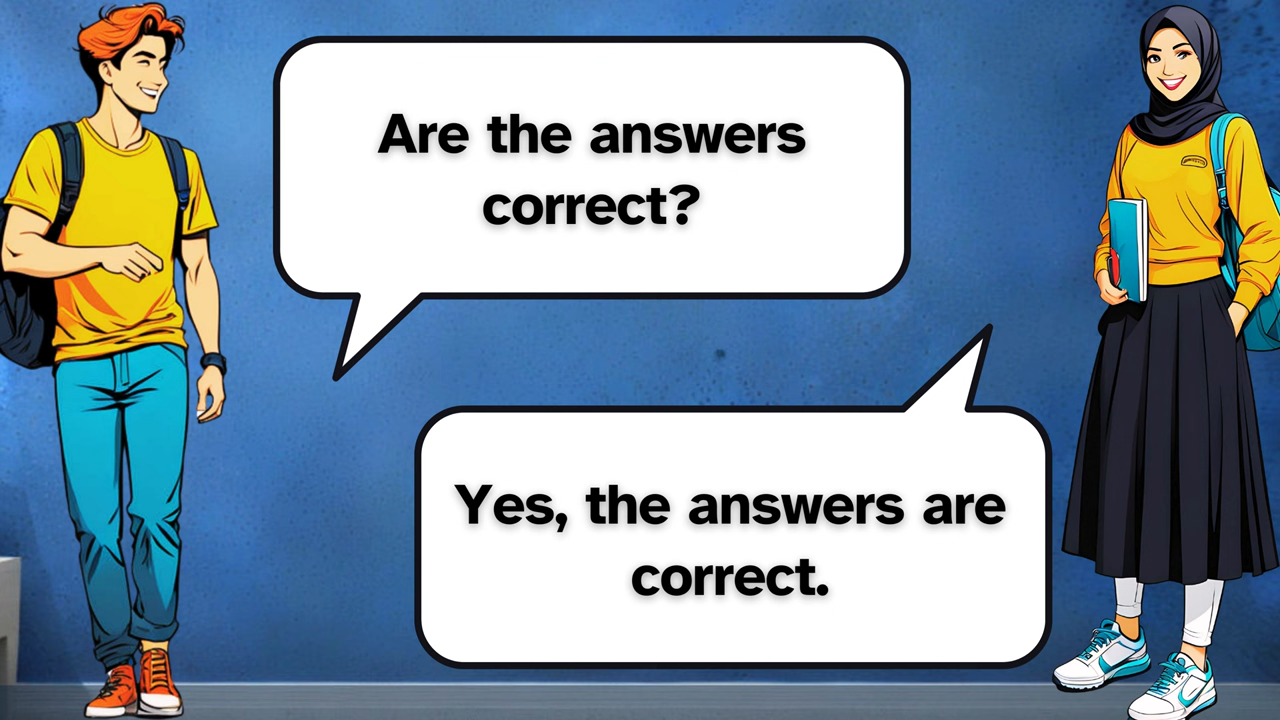 Are the answers
correct?
Yes, the answers are
correct.